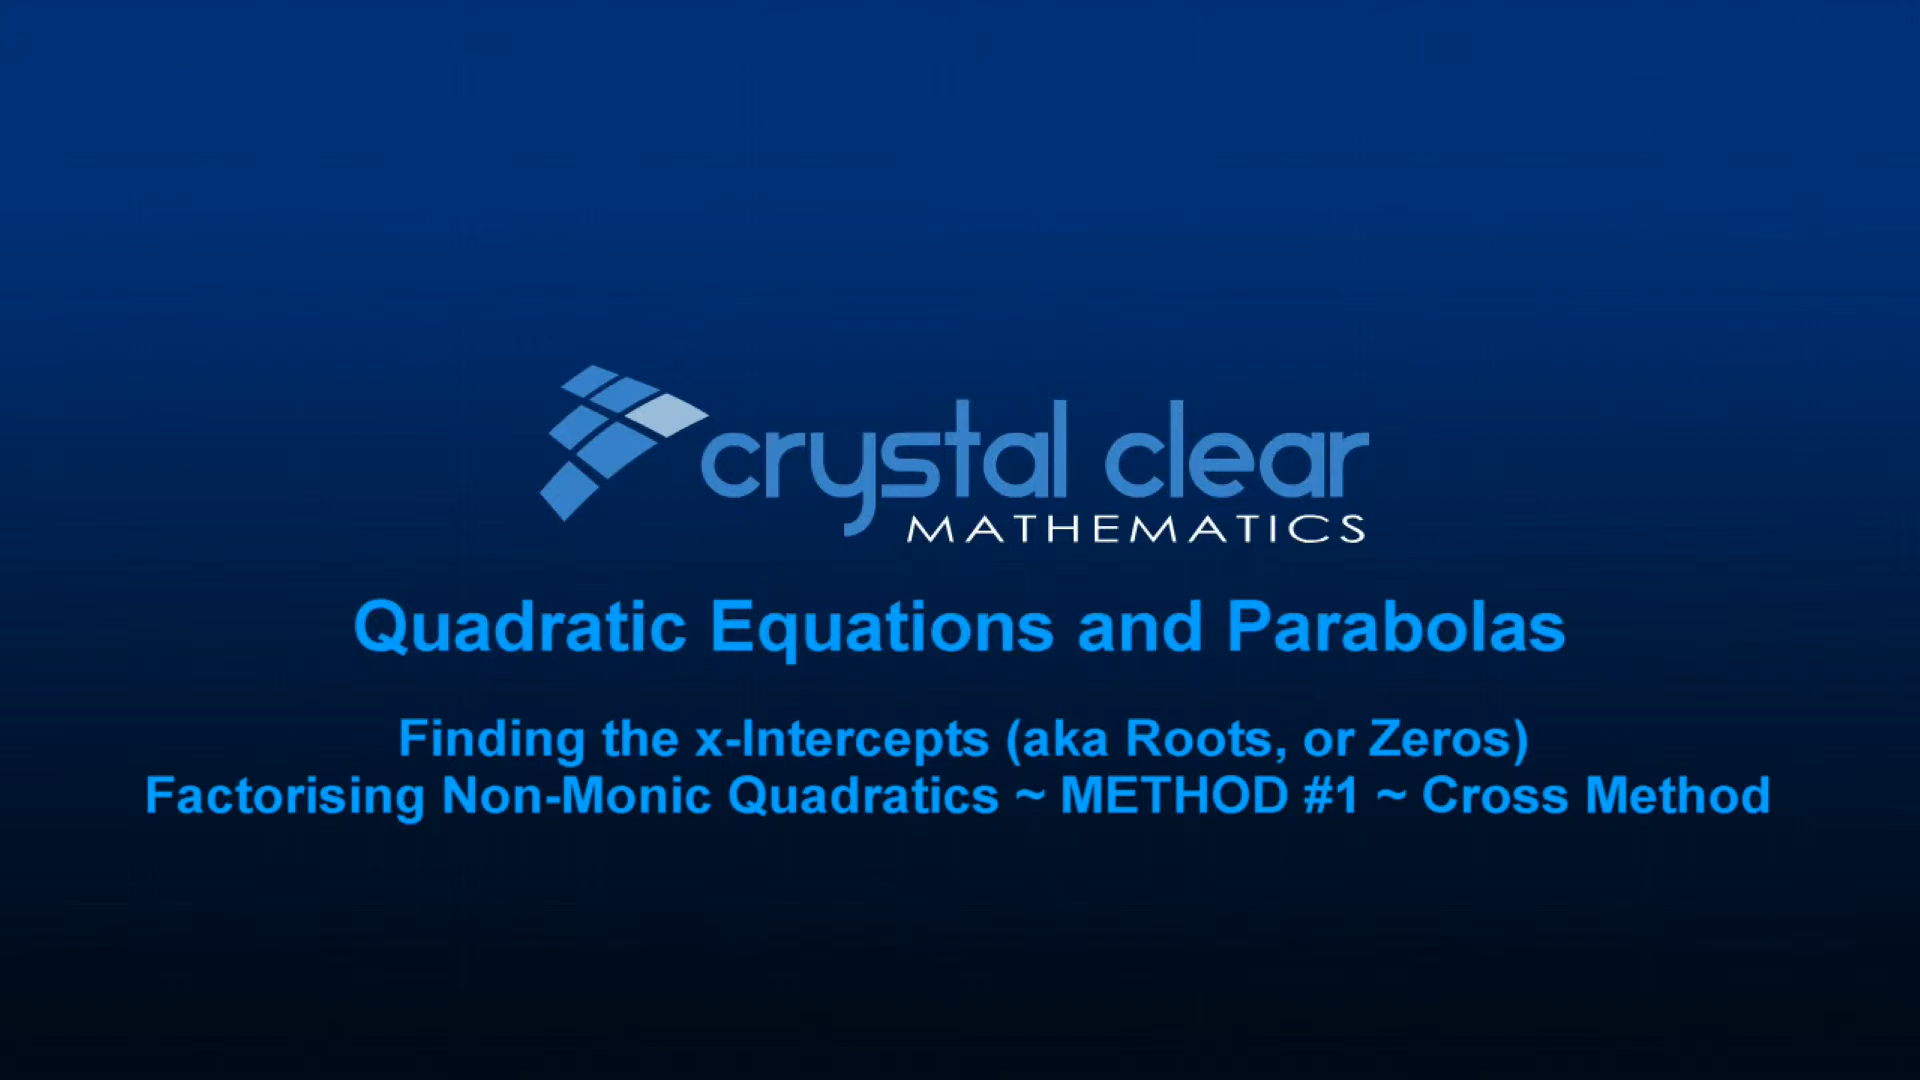 crystal clear
MATHEMATICS
Quadratic Equations and Parabolas
Finding the x-Intercepts (aka Roots, or Zeros)
Factorising Non-Monic Quadratics ~ METHOD #1 ~ Cross Method